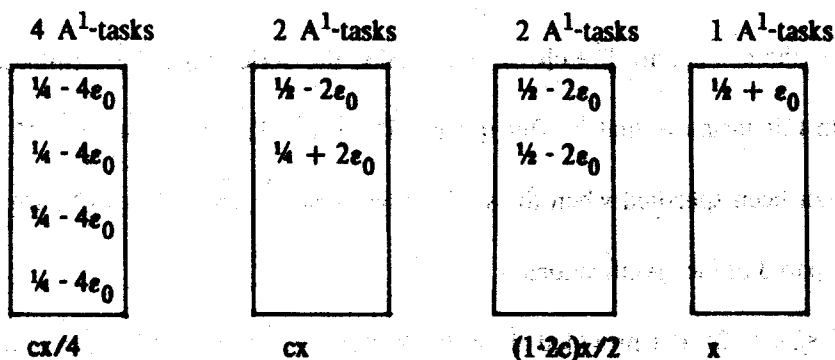 4 A¹-tasks 2 A¹-tasks 2 A¹-tasks 1 A¹-tasks
¼ - 4ε₀ ½ - 2ε₀ ½ - 2ε₀ ½ + ε₀
¼ - 4ε₀ ¼ + 2ε₀ ½ - 2ε₀
¼ - 4ε₀
¼ - 4ε₀
cx/4 cx (1-2c)x/2 x